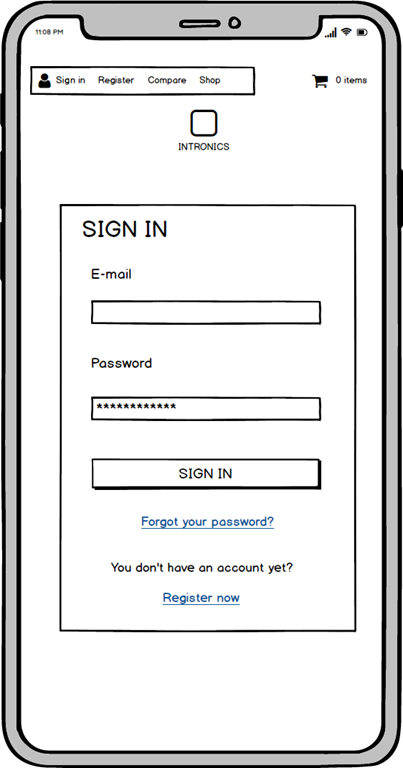 11:08 PM
Sign in Register Compare Shop 0 items
INTRONICS
SIGN IN
E-mail
Password
************
SIGN IN
Forgot your password?
You don't have an account yet?
Register now